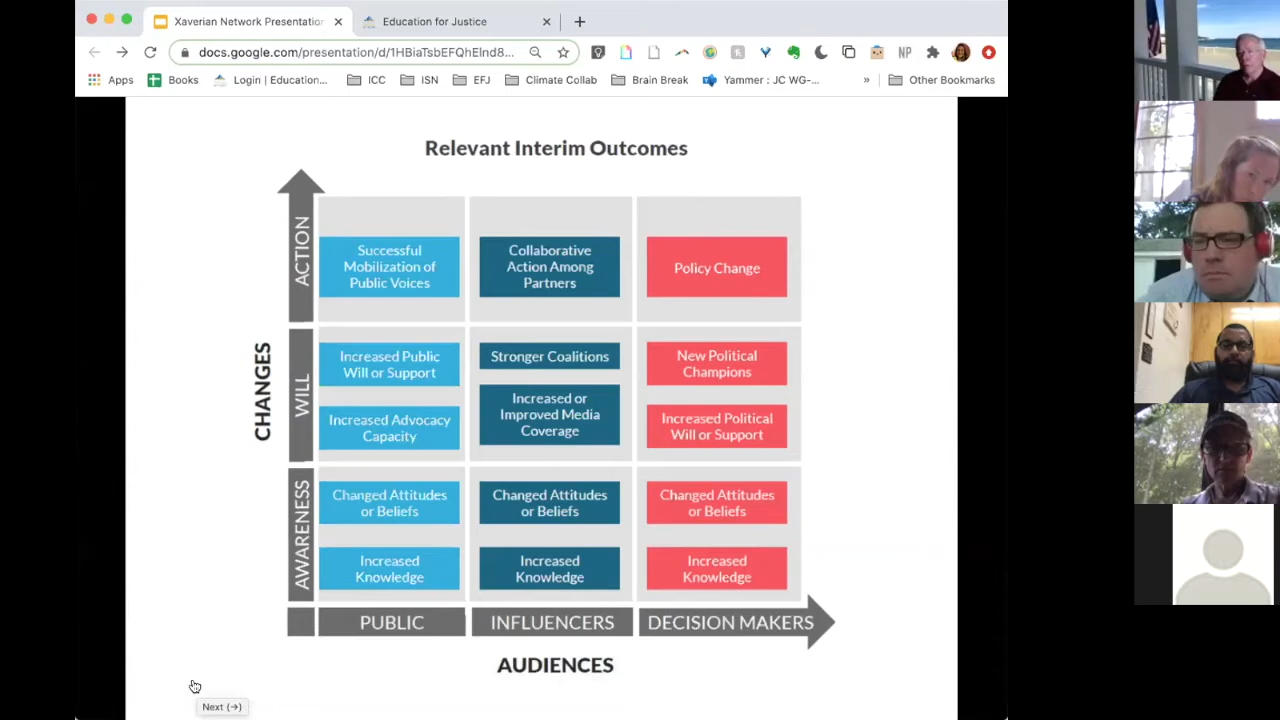 Xaverian Network Presentation
Education for Justice
docs.google.com/presentation/d/1HBiaTsbEFQhElnd8...
NP
Apps
Books
Login | Education...
ICC
ISN
EFJ
Climate Collab
Brain Break
Yammer : JC WG-...
»
Other Bookmarks
Relevant Interim Outcomes
CHANGES
ACTION
Successful
Mobilization of
Public Voices
Collaborative
Action Among
Partners
Policy Change
WILL
Increased Public
Will or Support
Increased Advocacy
Capacity
Stronger Coalitions
Increased or
Improved Media
Coverage
New Political
Champions
Increased Political
Will or Support
AWARENESS
Changed Attitudes
or Beliefs
Increased
Knowledge
Changed Attitudes
or Beliefs
Increased
Knowledge
Changed Attitudes
or Beliefs
Increased
Knowledge
PUBLIC
INFLUENCERS
DECISION MAKERS
AUDIENCES
Next (→)